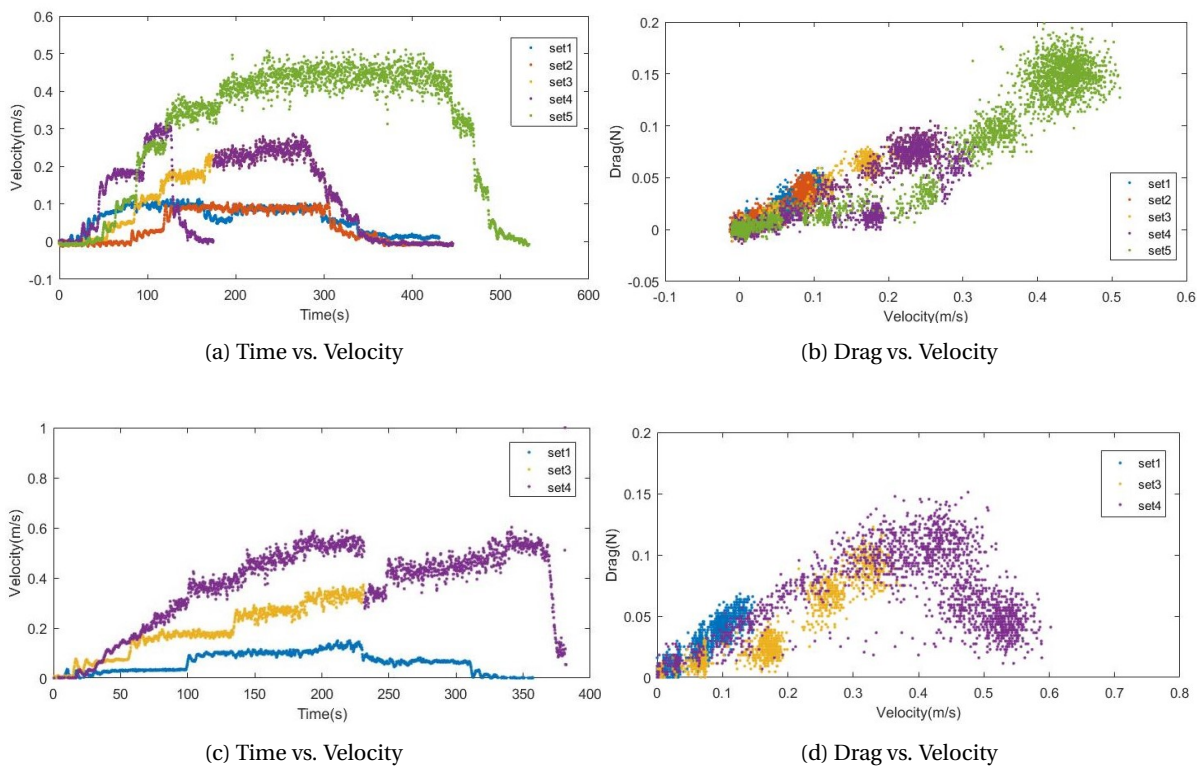 0.6
0.5
0.4
0.3
0.2
0.1
0
-0.1
Velocity(m/s)
0 100 200 300 400 500 600
Time(s)
set1
set2
set3
set4
set5
(a) Time vs. Velocity
0.2
0.15
0.1
0.05
0
-0.05
Drag(N)
-0.1 0 0.1 0.2 0.3 0.4 0.5 0.6
Velocity(m/s)
set1
set2
set3
set4
set5
(b) Drag vs. Velocity
1
0.8
0.6
0.4
0.2
0
Velocity(m/s)
0 50 100 150 200 250 300 350 400
Time(s)
set1
set3
set4
(c) Time vs. Velocity
0.2
0.15
0.1
0.05
0
Drag(N)
0 0.1 0.2 0.3 0.4 0.5 0.6 0.7 0.8
Velocity(m/s)
set1
set3
set4
(d) Drag vs. Velocity